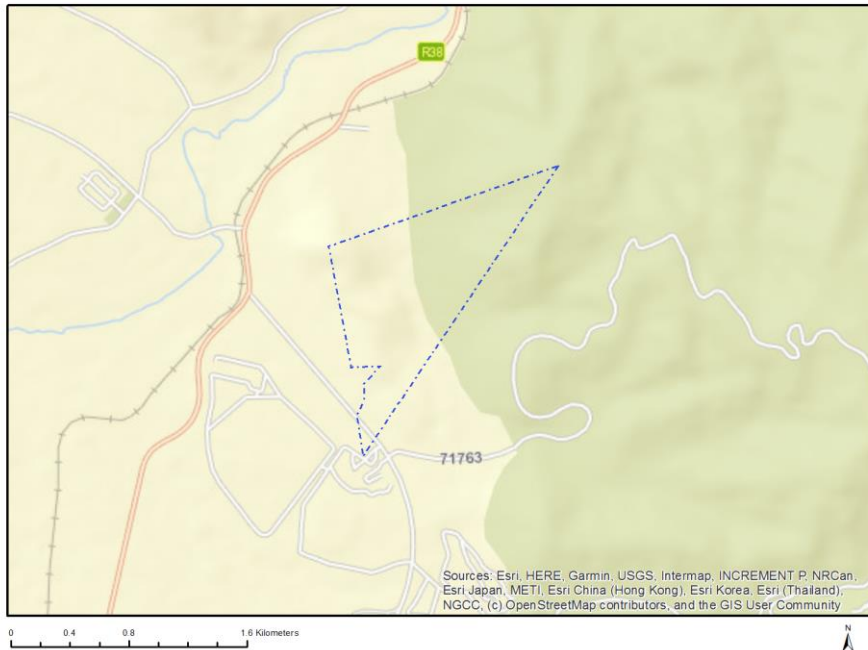 R38
71763
Sources: Esri, HERE, Garmin, USGS, Intermap, INCREMENT P, NRCan,
Esri Japan, METI, Esri China (Hong Kong), Esri Korea, Esri (Thailand),
NGCC, (c) OpenStreetMap contributors, and the GIS User Community
0 0.4 0.8 1.6 Kilometers
N